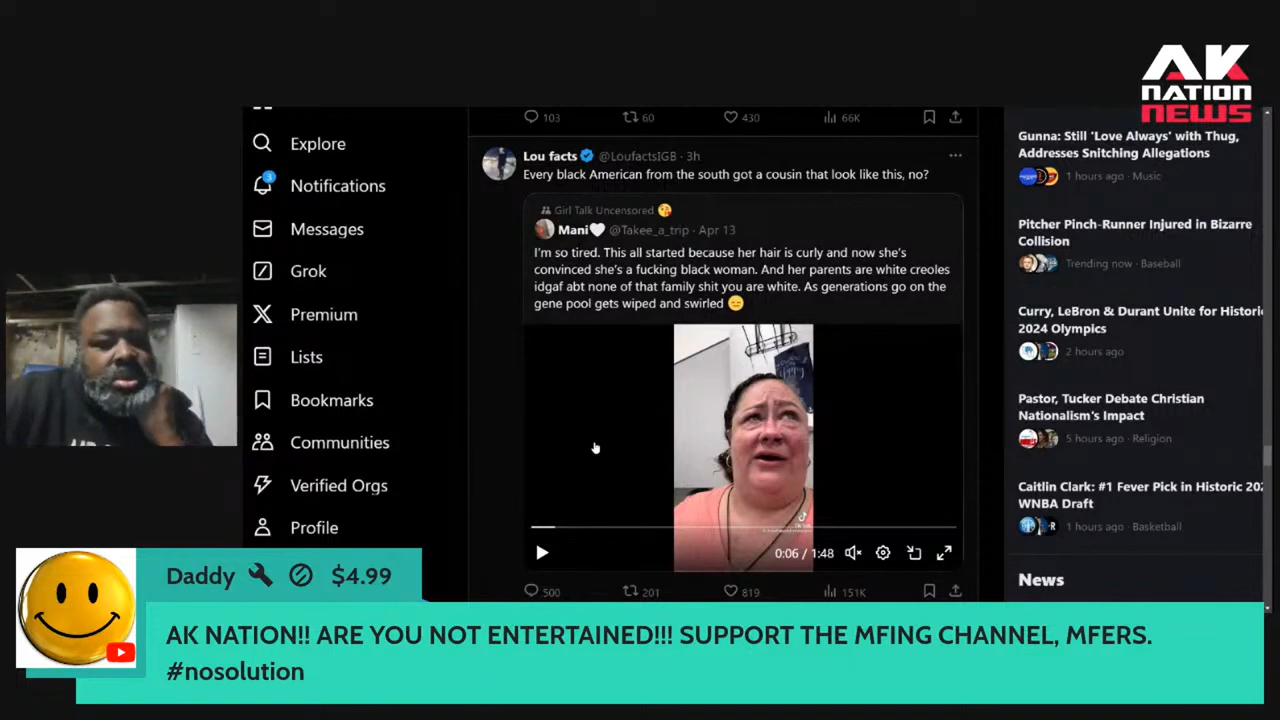 AK
NATION
NEWS
Explore
3
Notifications
Messages
Grok
Premium
Lists
Bookmarks
Communities
Verified Orgs
Profile
103 60 430 66K
Lou facts @LoufactsIGB · 3h
Every black American from the south got a cousin that look like this, no?
Girl Talk Uncensored 😘
Mani🤍 @Takee_a_trip · Apr 13
I'm so tired. This all started because her hair is curly and now she's
convinced she's a fucking black woman. And her parents are white creoles
idgaf abt none of that family shit you are white. As generations go on the
gene pool gets wiped and swirled 😑
0:06 / 1:48
500 201 819 151K
Gunna: Still 'Love Always' with Thug,
Addresses Snitching Allegations
1 hours ago · Music
Pitcher Pinch-Runner Injured in Bizarre
Collision
Trending now · Baseball
Curry, LeBron & Durant Unite for Historic
2024 Olympics
2 hours ago
Pastor, Tucker Debate Christian
Nationalism's Impact
5 hours ago · Religion
Caitlin Clark: #1 Fever Pick in Historic 202
WNBA Draft
1 hours ago · Basketball
News
Daddy $4.99
AK NATION!! ARE YOU NOT ENTERTAINED!!! SUPPORT THE MFING CHANNEL, MFERS.
#nosolution